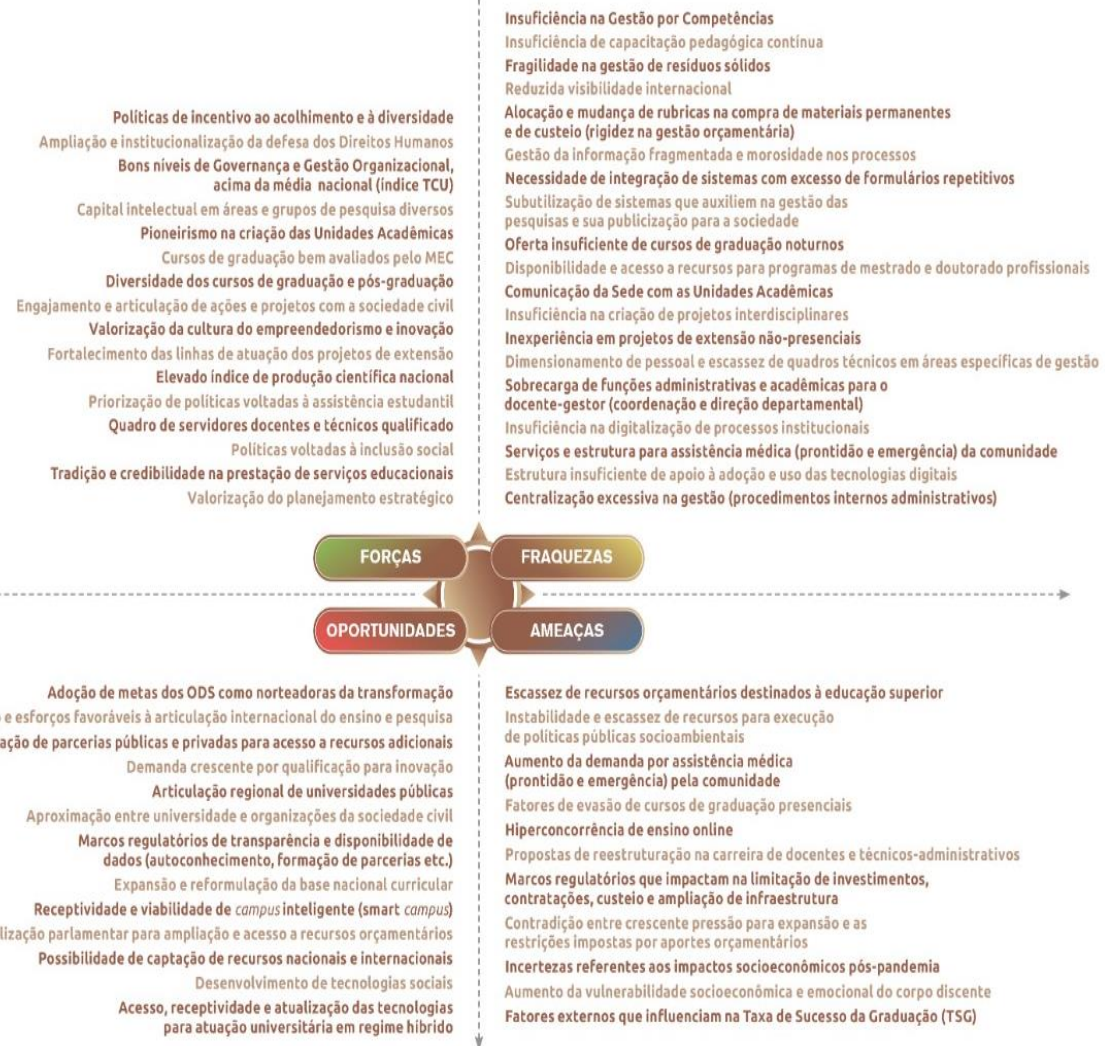 Políticas de incentivo ao acolhimento e à diversidade
Ampliação e institucionalização da defesa dos Direitos Humanos
Bons níveis de Governança e Gestão Organizacional,
acima da média nacional (índice TCU)
Capital intelectual em áreas e grupos de pesquisa diversos
Pioneirismo na criação das Unidades Acadêmicas
Cursos de graduação bem avaliados pelo MEC
Diversidade dos cursos de graduação e pós-graduação
Engajamento e articulação de ações e projetos com a sociedade civil
Valorização da cultura do empreendedorismo e inovação
Fortalecimento das linhas de atuação dos projetos de extensão
Elevado índice de produção científica nacional
Priorização de políticas voltadas à assistência estudantil
Quadro de servidores docentes e técnicos qualificado
Políticas voltadas à inclusão social
Tradição e credibilidade na prestação de serviços educacionais
Valorização do planejamento estratégico
Insuficiência na Gestão por Competências
Insuficiência de capacitação pedagógica contínua
Fragilidade na gestão de resíduos sólidos
Reduzida visibilidade internacional
Alocação e mudança de rubricas na compra de materiais permanentes
e de custeio (rigidez na gestão orçamentária)
Gestão da informação fragmentada e morosidade nos processos
Necessidade de integração de sistemas com excesso de formulários repetitivos
Subutilização de sistemas que auxiliem na gestão das
pesquisas e sua publicização para a sociedade
Oferta insuficiente de cursos de graduação noturnos
Disponibilidade e acesso a recursos para programas de mestrado e doutorado profissionais
Comunicação da Sede com as Unidades Acadêmicas
Insuficiência na criação de projetos interdisciplinares
Inexperiência em projetos de extensão não-presenciais
Dimensionamento de pessoal e escassez de quadros técnicos em áreas específicas de gestão
Sobrecarga de funções administrativas e acadêmicas para o
docente-gestor (coordenação e direção departamental)
Insuficiência na digitalização de processos institucionais
Serviços e estrutura para assistência médica (prontidão e emergência) da comunidade
Estrutura insuficiente de apoio à adoção e uso das tecnologias digitais
Centralização excessiva na gestão (procedimentos internos administrativos)
FORÇAS
FRAQUEZAS
OPORTUNIDADES
AMEAÇAS
Adoção de metas dos ODS como norteadoras da transformação
e esforços favoráveis à articulação internacional do ensino e pesquisa
ação de parcerias públicas e privadas para acesso a recursos adicionais
Demanda crescente por qualificação para inovação
Articulação regional de universidades públicas
Aproximação entre universidade e organizações da sociedade civil
Marcos regulatórios de transparência e disponibilidade de
dados (autoconhecimento, formação de parcerias etc.)
Expansão e reformulação da base nacional curricular
Receptividade e viabilidade de campus inteligente (smart campus)
lização parlamentar para ampliação e acesso a recursos orçamentários
Possibilidade de captação de recursos nacionais e internacionais
Desenvolvimento de tecnologias sociais
Acesso, receptividade e atualização das tecnologias
para atuação universitária em regime híbrido
Escassez de recursos orçamentários destinados à educação superior
Instabilidade e escassez de recursos para execução
de políticas públicas socioambientais
Aumento da demanda por assistência médica
(prontidão e emergência) pela comunidade
Fatores de evasão de cursos de graduação presenciais
Hiperconcorrência de ensino online
Propostas de reestruturação na carreira de docentes e técnicos-administrativos
Marcos regulatórios que impactam na limitação de investimentos,
contratações, custeio e ampliação de infraestrutura
Contradição entre crescente pressão para expansão e as
restrições impostas por aportes orçamentários
Incertezas referentes aos impactos socioeconômicos pós-pandemia
Aumento da vulnerabilidade socioeconômica e emocional do corpo discente
Fatores externos que influenciam na Taxa de Sucesso da Graduação (TSG)